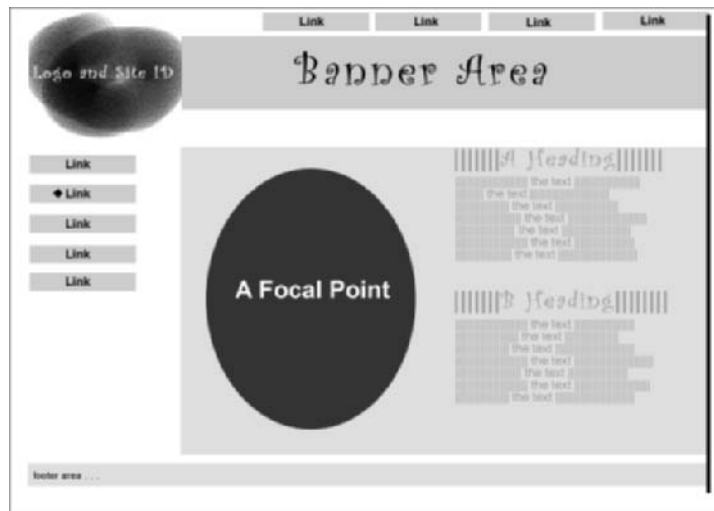 Link Link Link Link
Logo and Site ID
Banner Area
Link
Link
Link
Link
Link
A Focal Point
A Heading
the text
the text
the text
the text
the text
the text
the text
B Heading
the text
the text
the text
the text
the text
the text
the text
footer area . . .